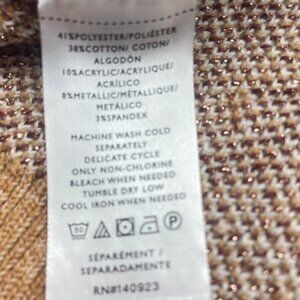 41%POLYESTER/POLIÉSTER
38%COTTON/ COTON/
ALGODÓN
10%ACRYLIC/ACRYLIQUE/
ACRÍLICO
8%METALLIC/MÉTALLIQUE/
METÁLICO
3%SPANDEX
MACHINE WASH COLD
SEPARATELY
DELICATE CYCLE
ONLY NON-CHLORINE
BLEACH WHEN NEEDED
TUMBLE DRY LOW
COOL IRON WHEN NEEDED
SÉPARÉMENT /
SEPARADAMENTE
RN#140923